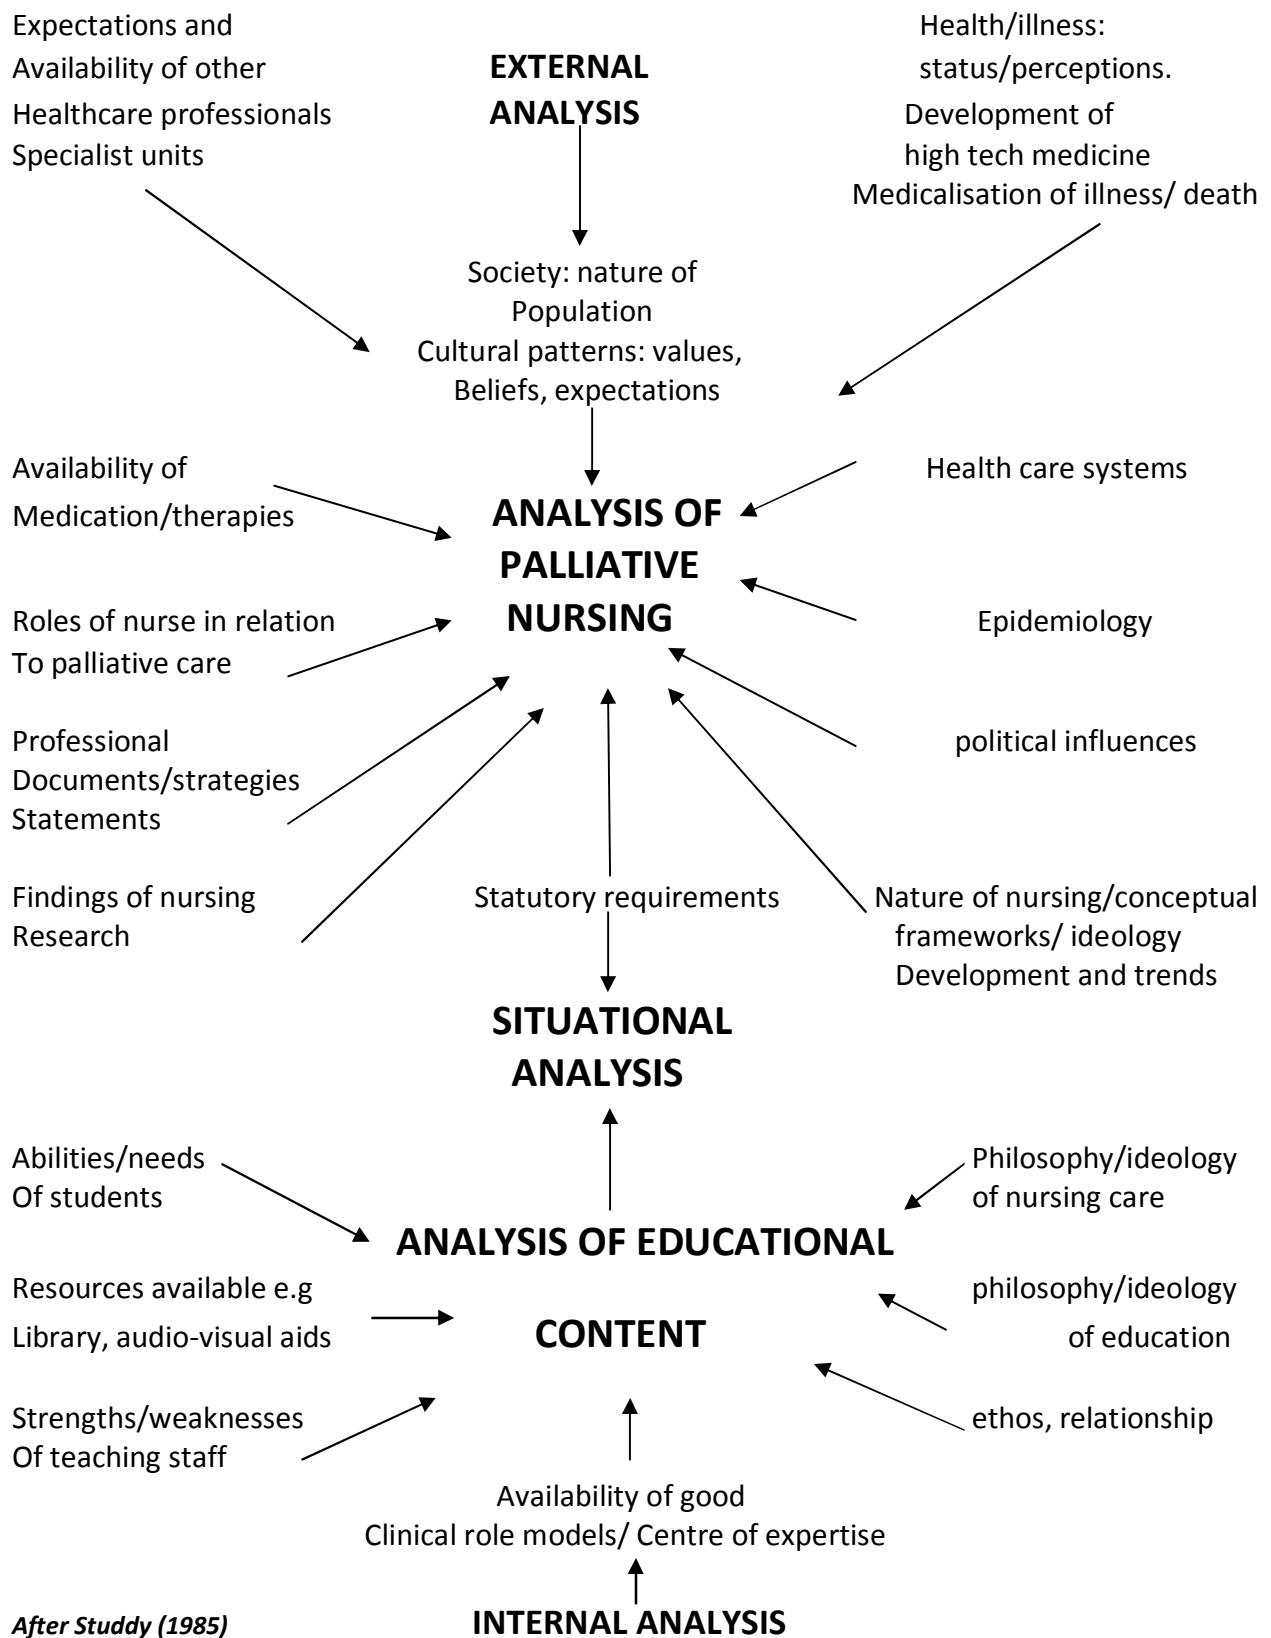 Expectations and
Availability of other
Healthcare professionals
Specialist units
EXTERNAL
ANALYSIS
Health/illness:
status/perceptions.
Development of
high tech medicine
Medicalisation of illness/ death
Society: nature of
Population
Cultural patterns: values,
Beliefs, expectations
Availability of
Medication/therapies
ANALYSIS OF
PALLIATIVE
NURSING
Health care systems
Roles of nurse in relation
To palliative care
Epidemiology
Professional
Documents/strategies
Statements
political influences
Findings of nursing
Research
Statutory requirements
Nature of nursing/conceptual
frameworks/ ideology
Development and trends
SITUATIONAL
ANALYSIS
Abilities/needs
Of students
Philosophy/ideology
of nursing care
ANALYSIS OF EDUCATIONAL
CONTENT
Resources available e.g
Library, audio-visual aids
philosophy/ideology
of education
Strengths/weaknesses
Of teaching staff
ethos, relationship
Availability of good
Clinical role models/ Centre of expertise
After Studdy (1985)
INTERNAL ANALYSIS